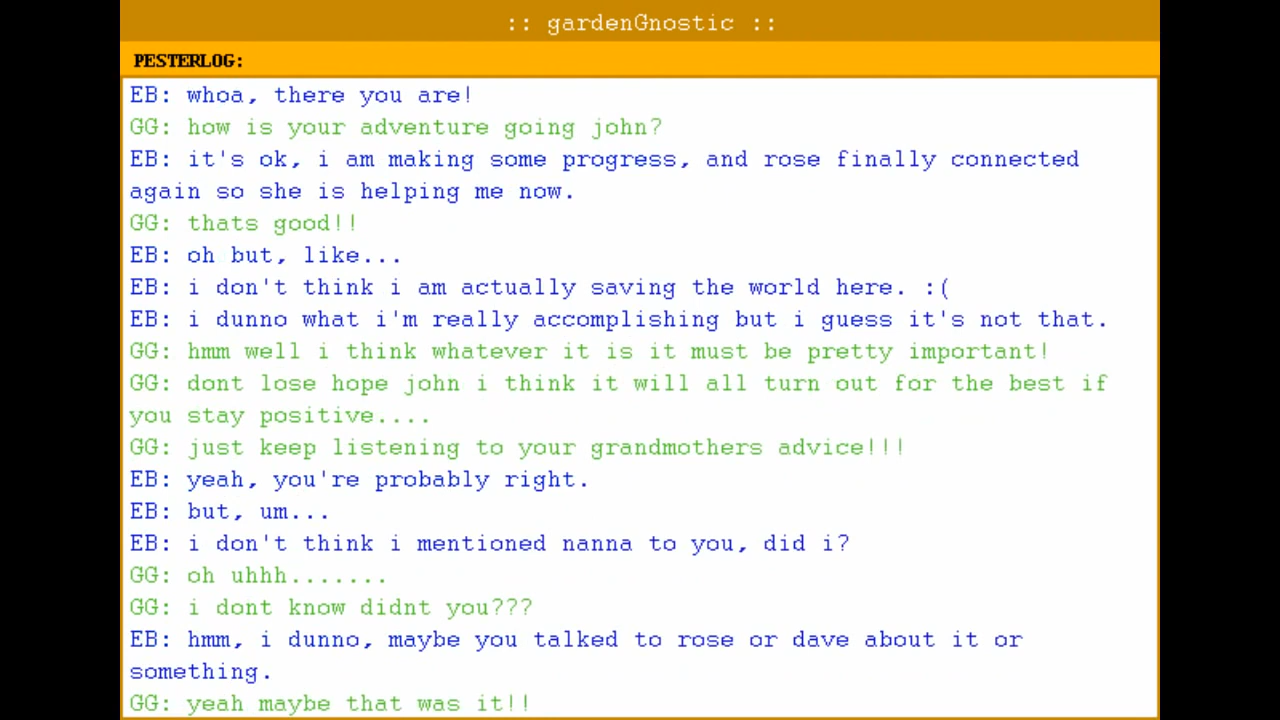 :: gardenGnostic ::
PESTERLOG:
EB: whoa, there you are!
GG: how is your adventure going john?
EB: it's ok, i am making some progress, and rose finally connected
again so she is helping me now.
GG: thats good!!
EB: oh but, like...
EB: i don't think i am actually saving the world here. :(
EB: i dunno what i'm really accomplishing but i guess it's not that.
GG: hmm well i think whatever it is it must be pretty important!
GG: dont lose hope john i think it will all turn out for the best if
you stay positive....
GG: just keep listening to your grandmothers advice!!!
EB: yeah, you're probably right.
EB: but, um...
EB: i don't think i mentioned nanna to you, did i?
GG: oh uhhh.......
GG: i dont know didnt you???
EB: hmm, i dunno, maybe you talked to rose or dave about it or
something.
GG: yeah maybe that was it!!